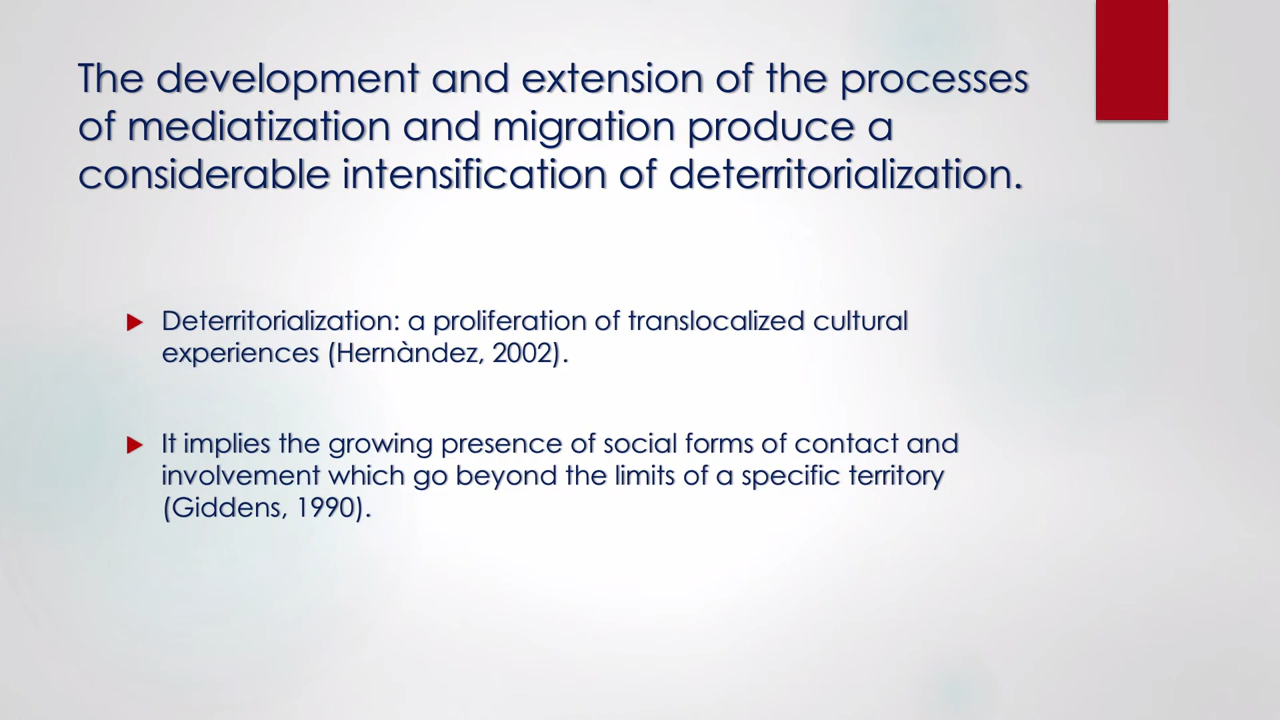 The development and extension of the processes
of mediatization and migration produce a
considerable intensification of deterritorialization.
Deterritorialization: a proliferation of translocalized cultural
experiences (Hernàndez, 2002).
It implies the growing presence of social forms of contact and
involvement which go beyond the limits of a specific territory
(Giddens, 1990).